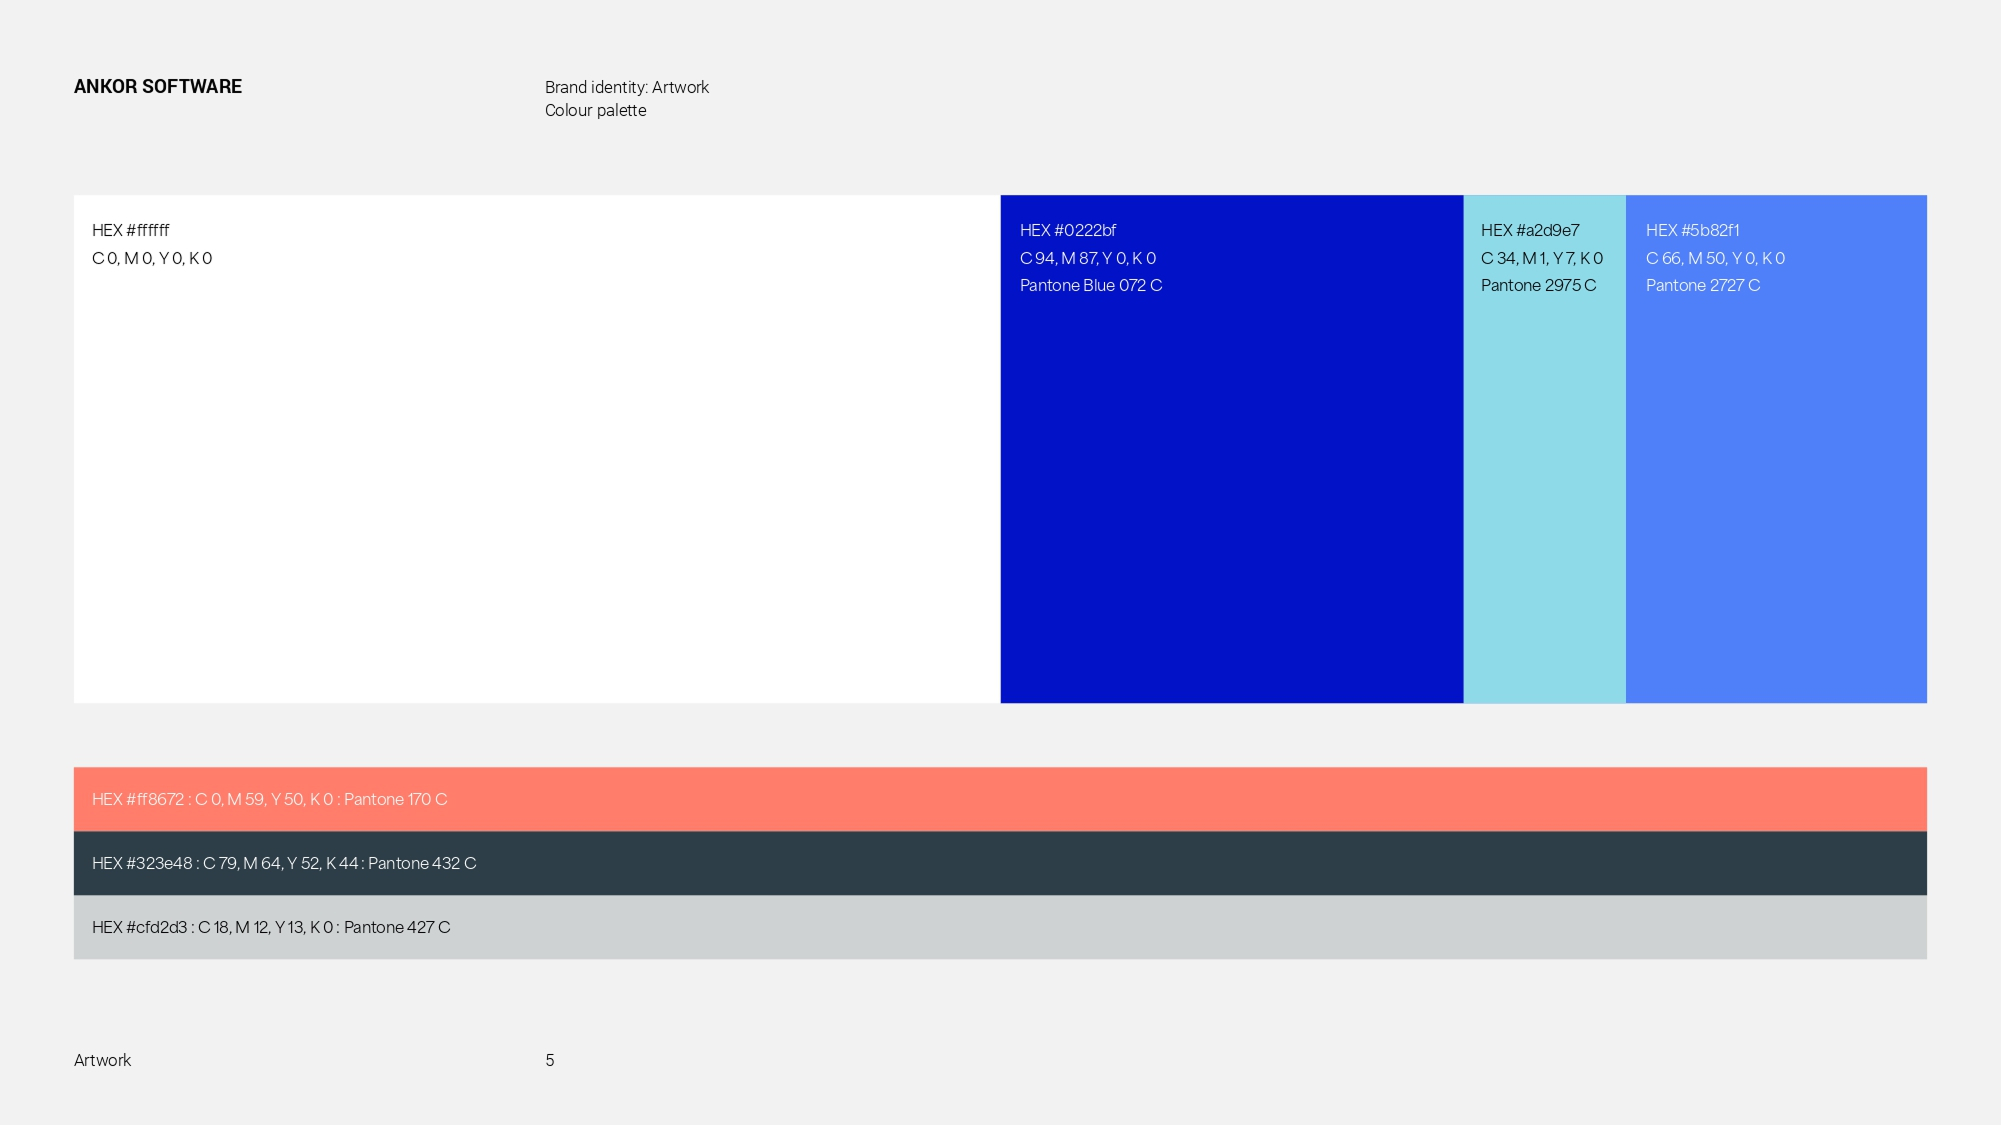 ANKOR SOFTWARE
Brand identity: Artwork
Colour palette
HEX #ffffff
C 0, M 0, Y 0, K 0
HEX #0222bf
C 94, M 87, Y 0, K 0
Pantone Blue 072 C
HEX #a2d9e7
C 34, M 1, Y 7, K 0
Pantone 2975 C
HEX #5b82f1
C 66, M 50, Y 0, K 0
Pantone 2727 C
HEX #ff8672 : C 0, M 59, Y 50, K 0 : Pantone 170 C
HEX #323e48 : C 79, M 64, Y 52, K 44 : Pantone 432 C
HEX #cfd2d3 : C 18, M 12, Y 13, K 0 : Pantone 427 C
Artwork
5